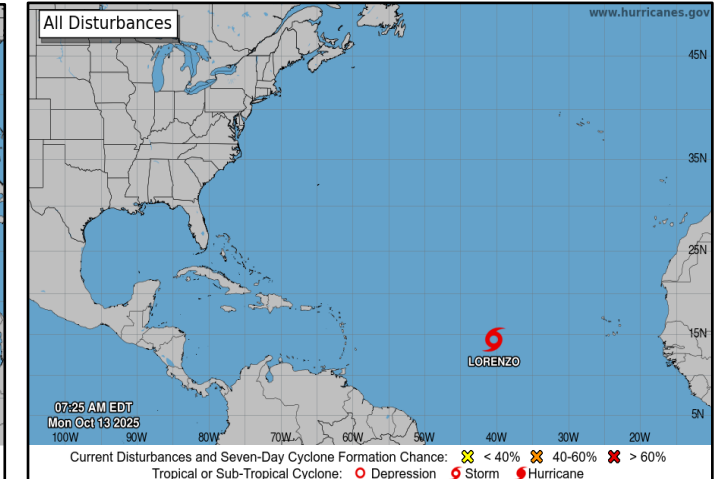 All Disturbances
www.hurricanes.gov
45N
35N
25N
15N
LORENZO
5N
07:25 AM EDT
Mon Oct 13 2025
100W 90W 80W 70W 60W 50W 40W 30W 20W
Current Disturbances and Seven-Day Cyclone Formation Chance: < 40% 40-60% > 60%
Tropical or Sub-Tropical Cyclone: Depression Storm Hurricane